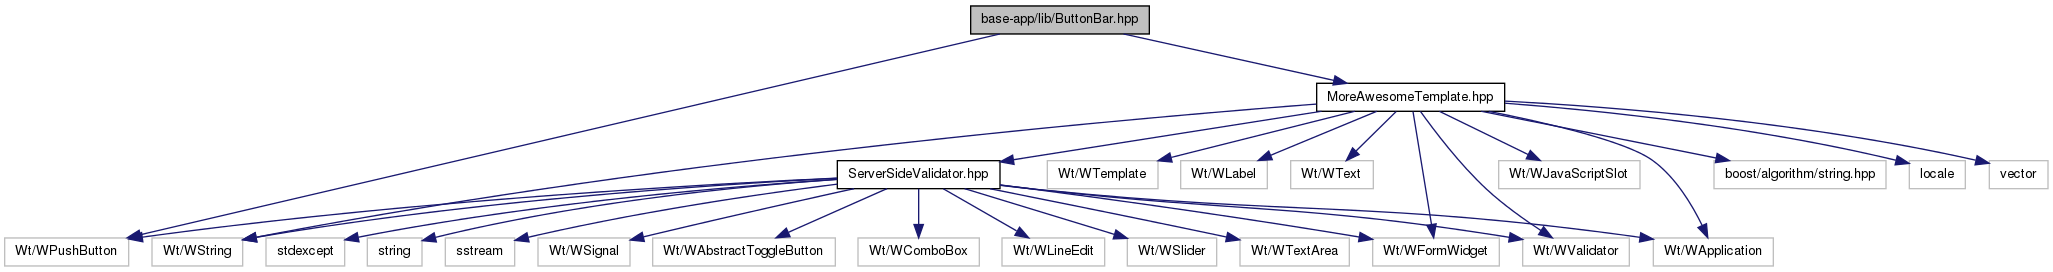 base-app/lib/ButtonBar.hpp
MoreAwesomeTemplate.hpp
ServerSideValidator.hpp
Wt/WTemplate
Wt/WLabel
Wt/WText
Wt/WJavaScriptSlot
boost/algorithm/string.hpp
locale
vector
Wt/WPushButton
Wt/WString
stdexcept
string
sstream
Wt/WSignal
Wt/WAbstractToggleButton
Wt/WComboBox
Wt/WLineEdit
Wt/WSlider
Wt/WTextArea
Wt/WFormWidget
Wt/WValidator
Wt/WApplication